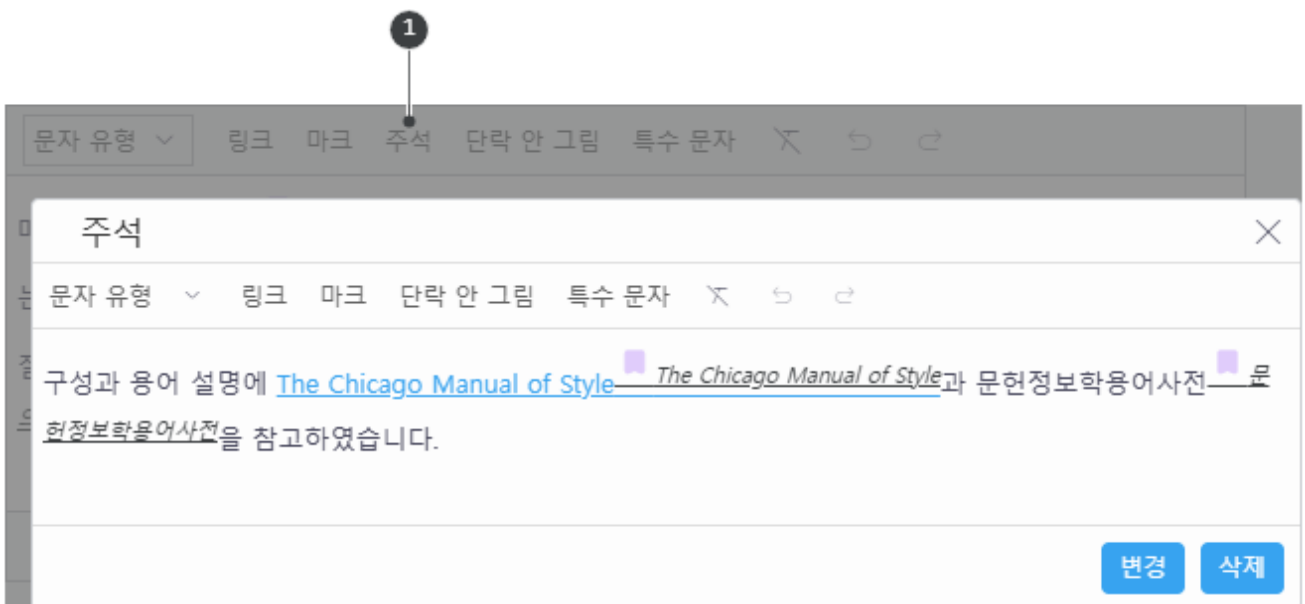 1
문자 유형 링크 마크 주석 단락 안 그림 특수 문자
주석
문자 유형 링크 마크 단락 안 그림 특수 문자
구성과 용어 설명에 The Chicago Manual of Style The Chicago Manual of Style과 문헌정보학용어사전 문
헌정보학용어사전을 참고하였습니다.
변경 삭제